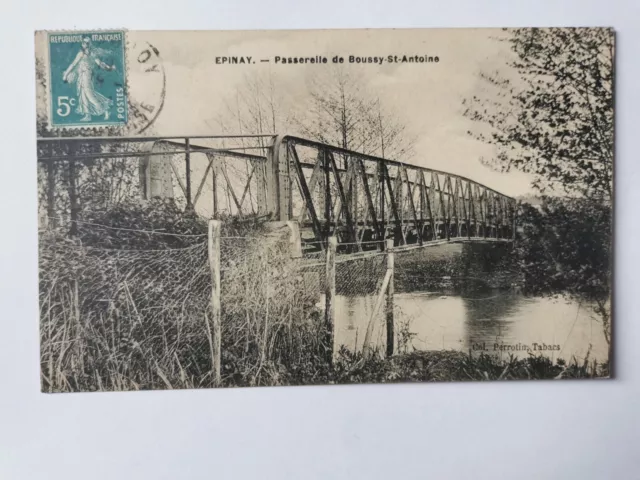 REPUBLIQUE FRANÇAISE
5c
POSTES
EPINAY. — Passerelle de Boussy-St-Antoine
Col. Perrotin, Tabacs